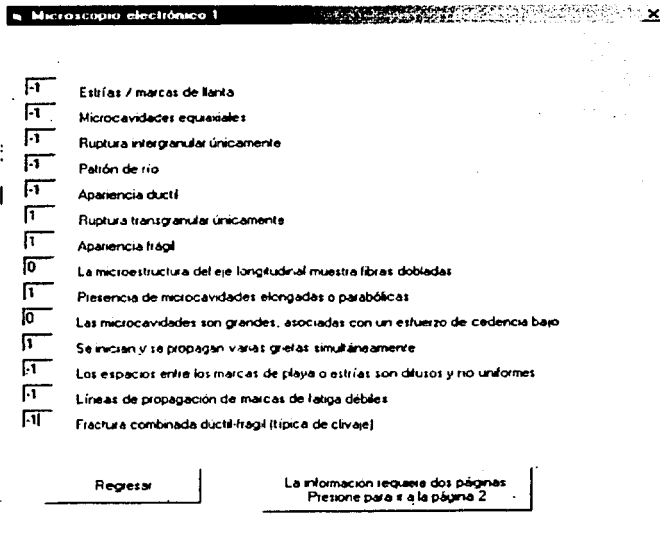 Microscopio electrónico 1
-1 Estrías / marcas de llanta
-1 Microcavidades equiaxiales
-1 Ruptura intergranular únicamente
-1 Patrón de río
-1 Apariencia ductil
1 Ruptura transgranular únicamente
1 Apariencia frágil
0 La microestructura del eje longitudinal muestra fibras dobladas
1 Presencia de microcavidades elongadas o parabólicas
0 Las microcavidades son grandes, asociadas con un esfuerzo de cedencia bajo
1 Se inician y se propagan varias grietas simultáneamente
-1 Los espacios entre los marcas de playa o estrías son difusos y no uniformes
-1 Líneas de propagación de marcas de fatiga débiles
-1 Fractura combinada dúctil-frágil (típica de clivaje)
Regresar
La información requiere dos páginas
Presione para ir a la página 2